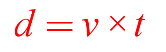 d = v × t